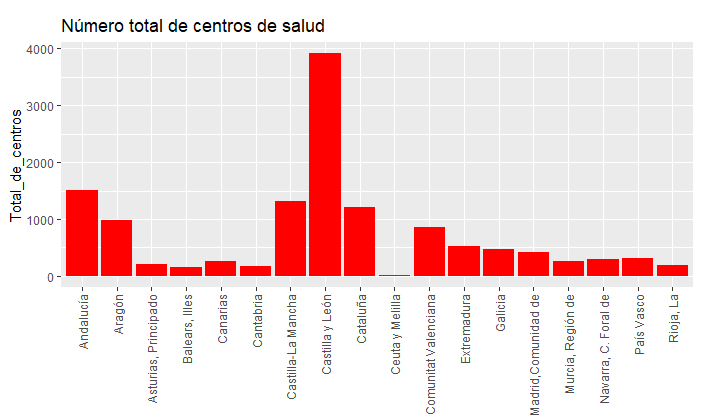 Número total de centros de salud
Total_de_centros
4000
3000
2000
1000
0
Andalucía
Aragón
Asturias, Principado
Balears, Illes
Canarias
Cantabria
Castilla-La Mancha
Castilla y León
Cataluña
Ceuta y Melilla
Comunitat Valenciana
Extremadura
Galicia
Madrid,Comunidad de
Murcia, Región de
Navarra, C. Foral de
País Vasco
Rioja, La